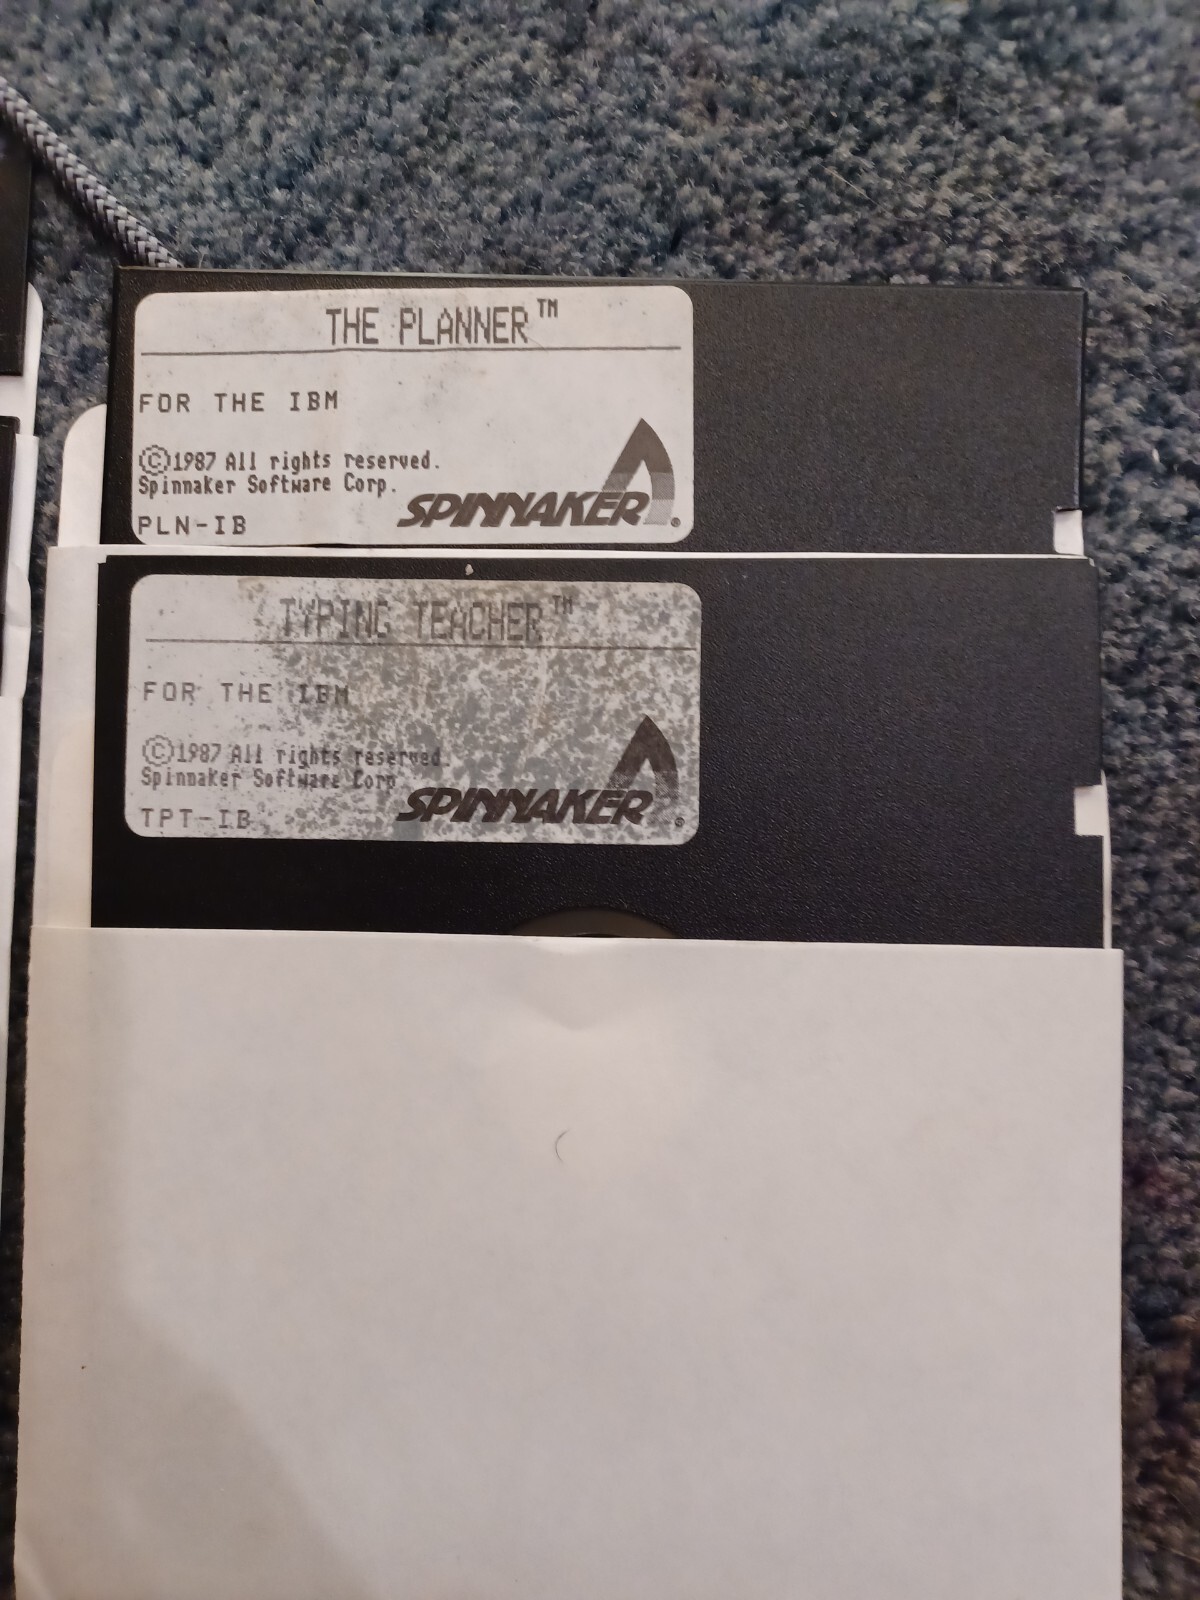 THE PLANNER™
FOR THE IBM
©1987 All rights reserved.
Spinnaker Software Corp.
SPINNAKER®
PLN-IB
TYPING TEACHER™
FOR THE IBM
©1987 All rights reserved.
Spinnaker Software Corp
SPINNAKER®
TPT-IB